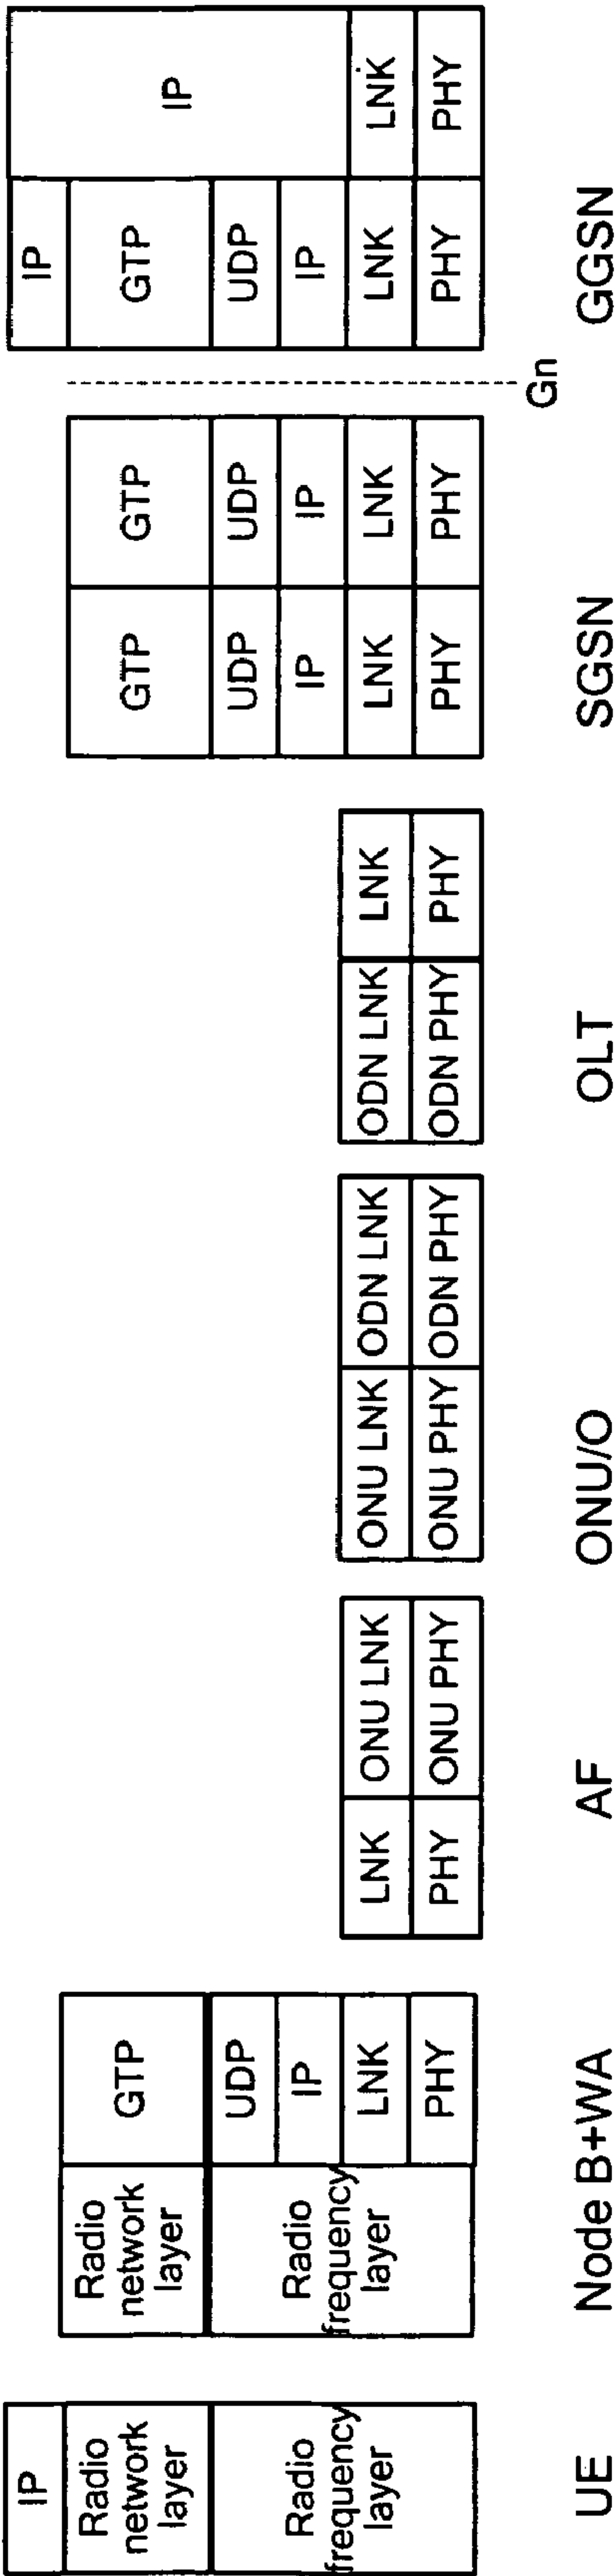 IP
Radio
network
layer
Radio
frequency
layer
UE
Radio
network
layer
Radio
frequency
layer
GTP
UDP
IP
LNK
PHY
Node B+WA
LNK
ONU LNK
PHY
ONU PHY
AF
ONU LNK
ODN LNK
ONU PHY
ODN PHY
ONU/O
ODN LNK
LNK
ODN PHY
PHY
OLT
GTP
GTP
UDP
UDP
IP
IP
LNK
LNK
PHY
PHY
SGSN
Gn
IP
GTP
UDP
IP
LNK
PHY
IP
LNK
PHY
GGSN